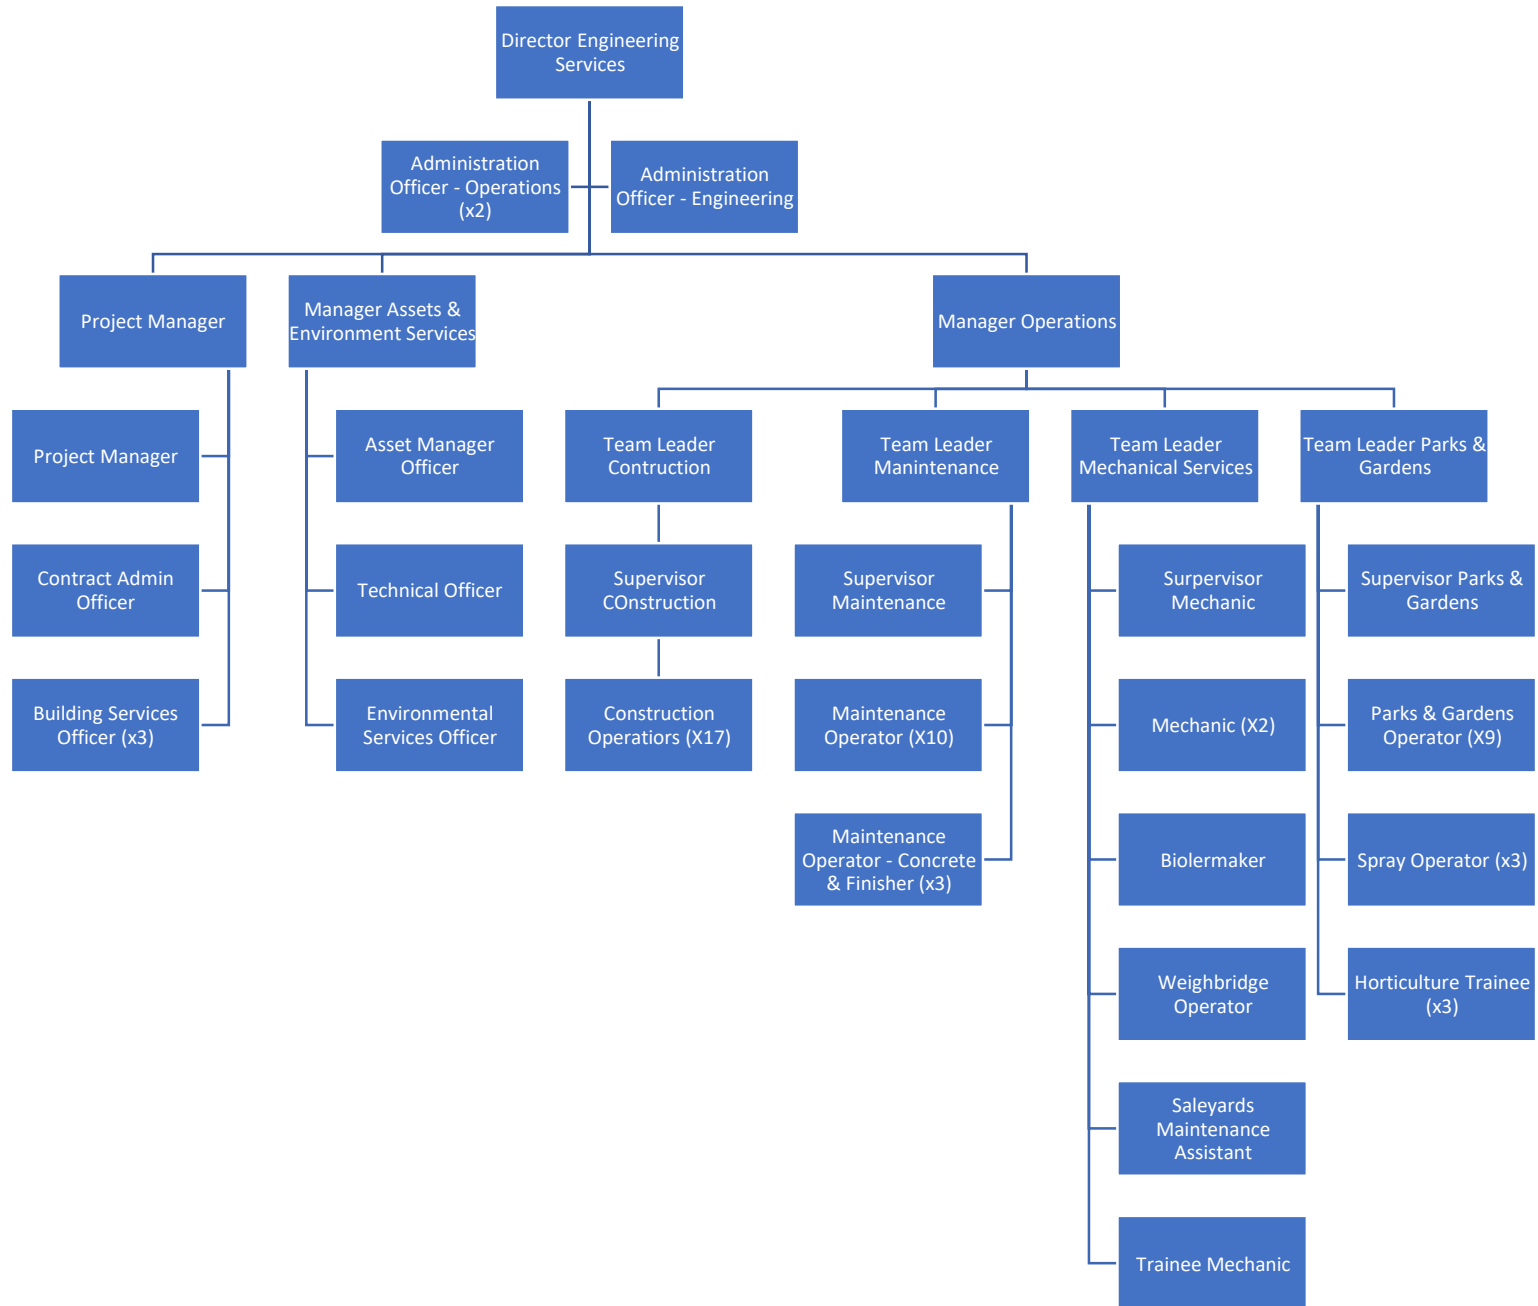 Director Engineering
Services
Administration
Officer - Operations
(x2)
Administration
Officer - Engineering
Project Manager
Manager Assets &
Environment Services
Manager Operations
Project Manager
Contract Admin
Officer
Building Services
Officer (x3)
Asset Manager
Officer
Technical Officer
Environmental
Services Officer
Team Leader
Contruction
Supervisor
COnstruction
Construction
Operatiors (X17)
Team Leader
Manintenance
Supervisor
Maintenance
Maintenance
Operator (X10)
Maintenance
Operator - Concrete
& Finisher (x3)
Team Leader
Mechanical Services
Surpervisor
Mechanic
Mechanic (X2)
Biolermaker
Weighbridge
Operator
Saleyards
Maintenance
Assistant
Trainee Mechanic
Team Leader Parks &
Gardens
Supervisor Parks &
Gardens
Parks & Gardens
Operator (X9)
Spray Operator (x3)
Horticulture Trainee
(x3)